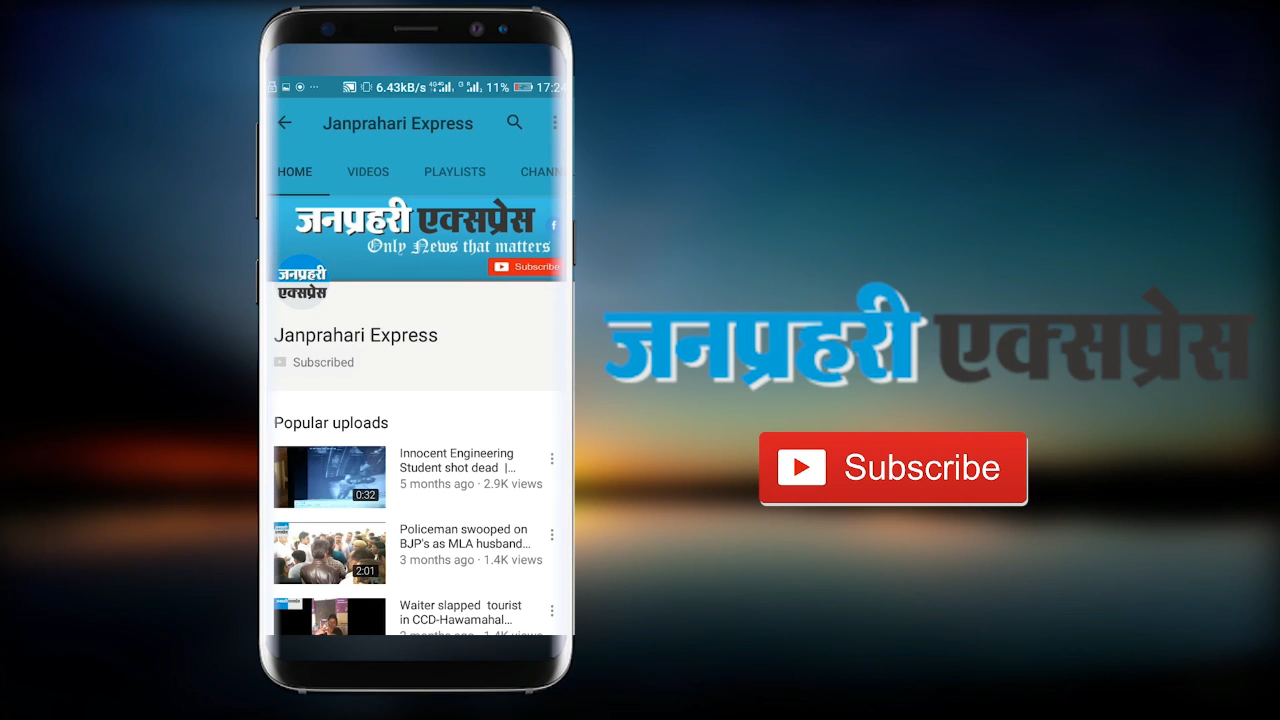 6.43kB/s 11% 17:24
Janprahari Express
HOME VIDEOS PLAYLISTS CHANN
जनप्रहरी एक्सप्रेस
Only News that matters
Subscribe
जनप्रहरी
एक्सप्रेस
Janprahari Express
Subscribed
Popular uploads
Innocent Engineering
Student shot dead |...
5 months ago · 2.9K views
0:32
Policeman swooped on
BJP's as MLA husband...
3 months ago · 1.4K views
2:01
Waiter slapped tourist
in CCD-Hawamahal...
जनप्रहरी एक्सप्रेस
Subscribe